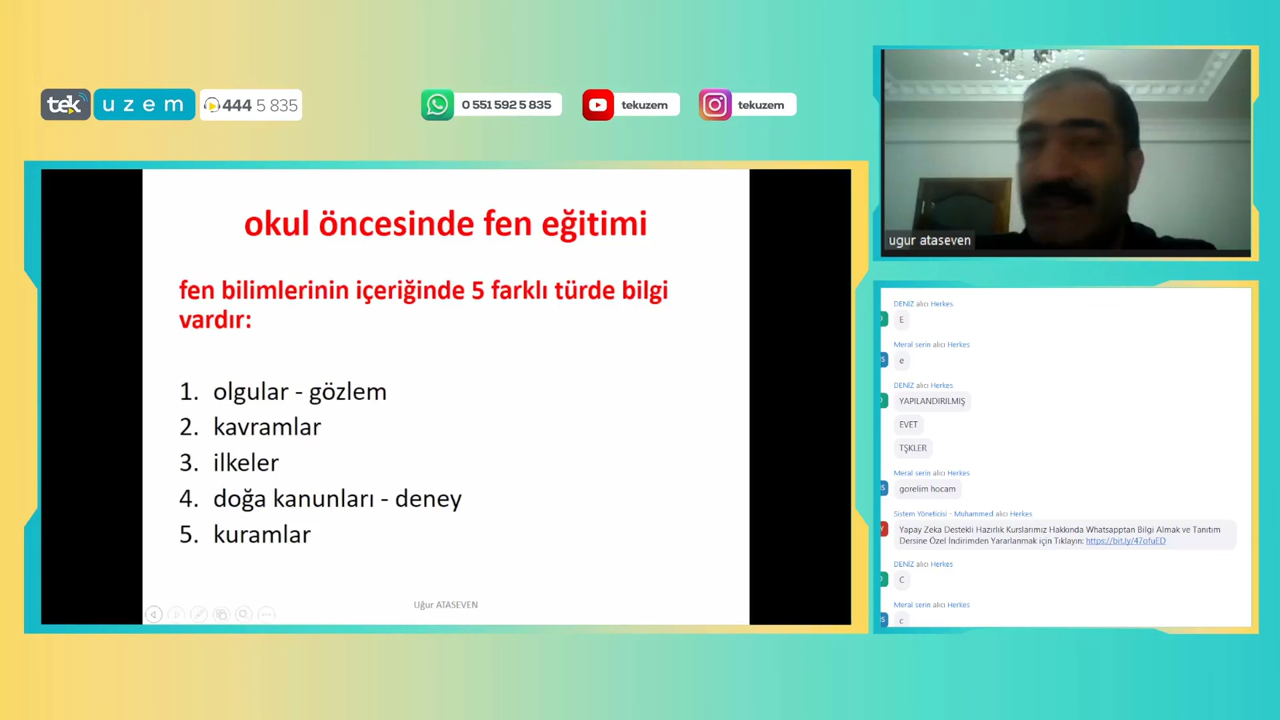 tek uzem 444 5 835
0 551 592 5 835 tekuzem tekuzem
okul öncesinde fen eğitimi
fen bilimlerinin içeriğinde 5 farklı türde bilgi
vardır:
1. olgular - gözlem
2. kavramlar
3. ilkeler
4. doğa kanunları - deney
5. kuramlar
Uğur ATASEVEN
ugur ataseven
DENİZ alıcı Herkes
E
Meral serin alıcı Herkes
e
DENİZ alıcı Herkes
YAPILANDIRILMIŞ
EVET
TŞKLER
Meral serin alıcı Herkes
gorelim hocam
Sistem Yöneticisi - Muhammed alıcı Herkes
Yapay Zeka Destekli Hazırlık Kurslarımız Hakkında Whatsapptan Bilgi Almak ve Tanıtım
Dersine Özel İndirimden Yararlanmak için Tıklayın: https://bit.ly/47ofuED
DENİZ alıcı Herkes
C
Meral serin alıcı Herkes
c